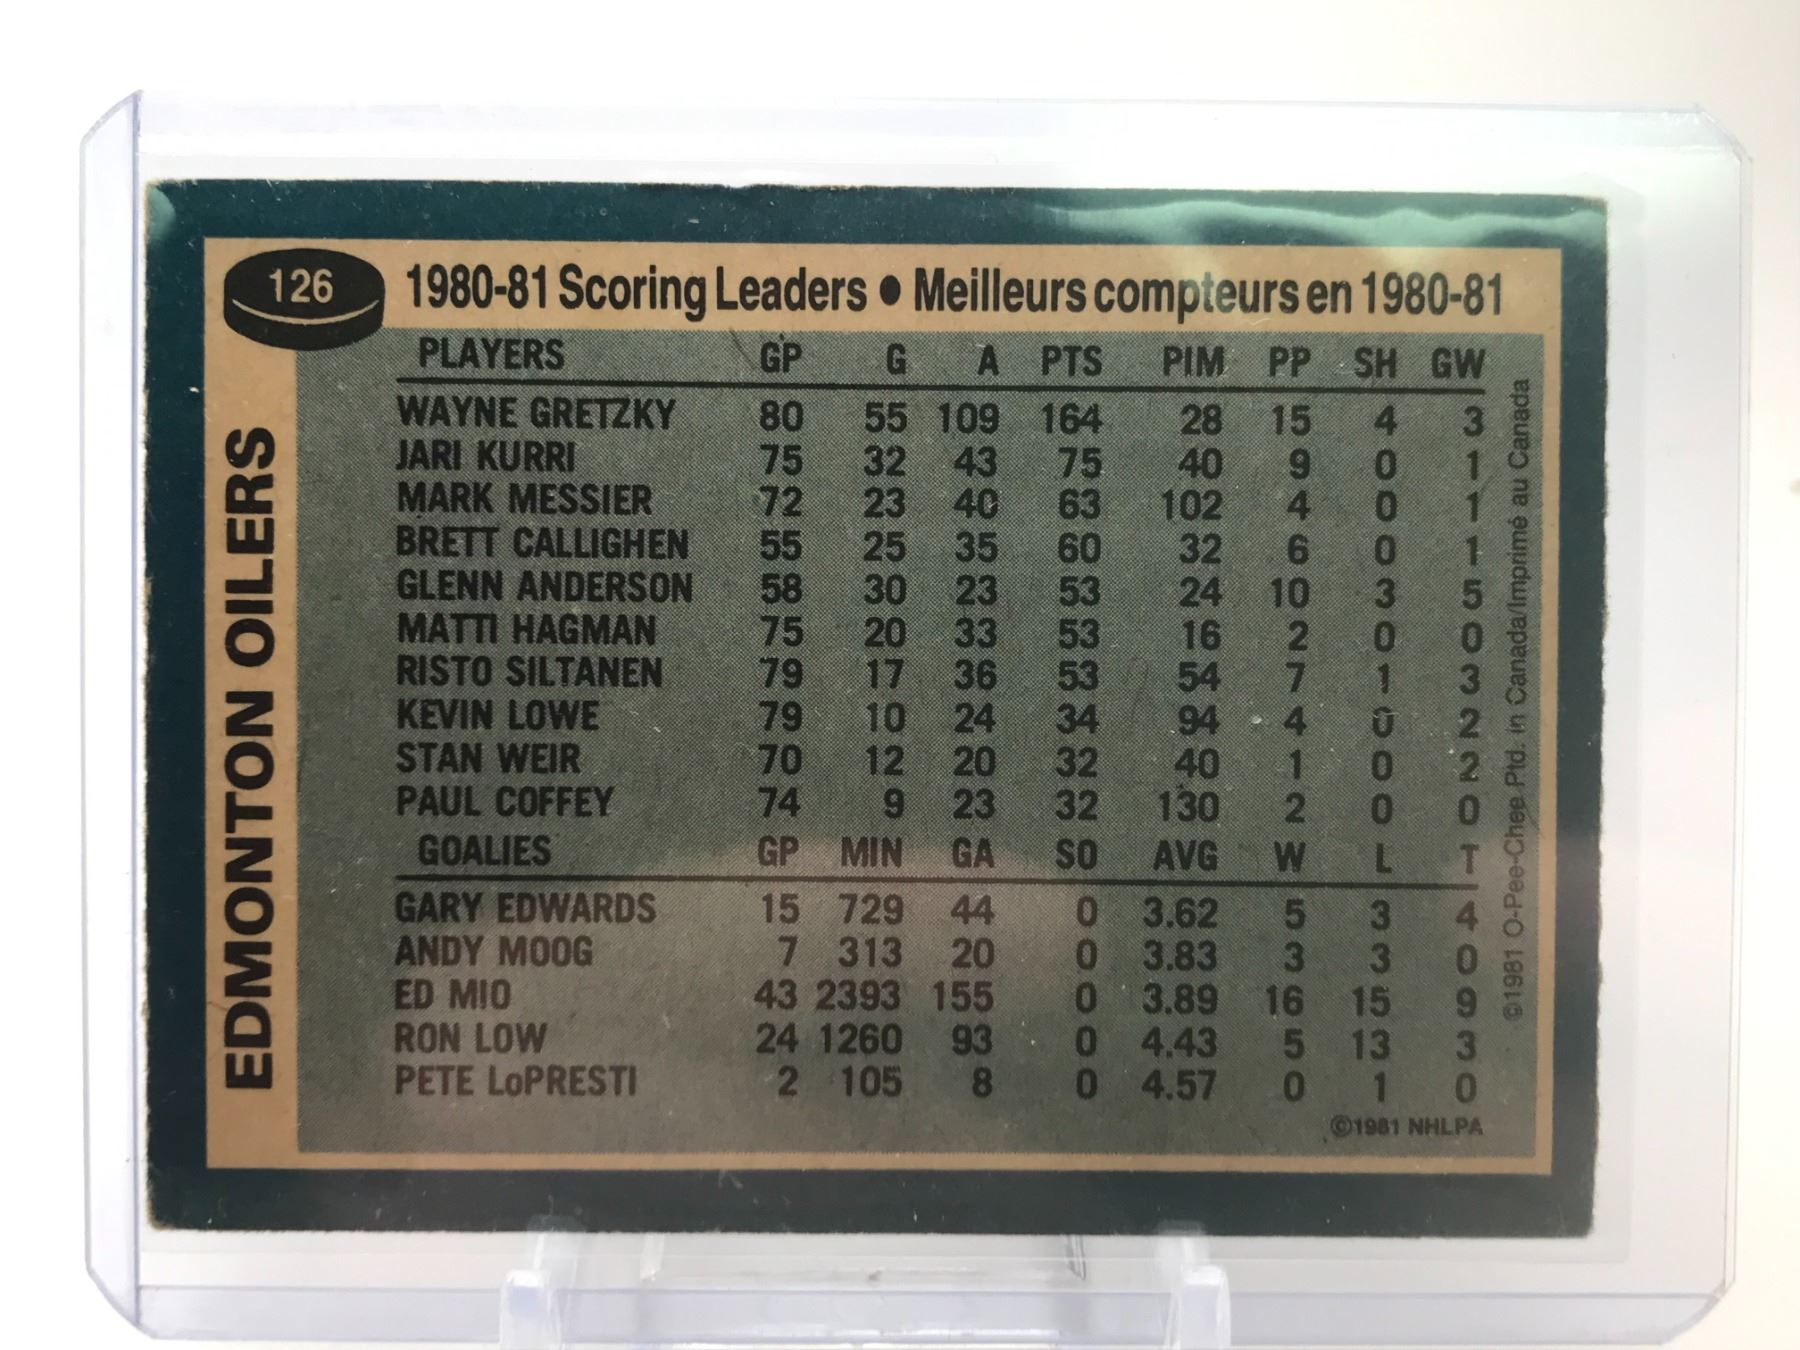 126
1980-81 Scoring Leaders ● Meilleurs compteurs en 1980-81
EDMONTON OILERS
PLAYERS GP G A PTS PIM PP SH GW
WAYNE GRETZKY 80 55 109 164 28 15 4 3
JARI KURRI 75 32 43 75 40 9 0 1
MARK MESSIER 72 23 40 63 102 4 0 1
BRETT CALLIGHEN 55 25 35 60 32 6 0 1
GLENN ANDERSON 58 30 23 53 24 10 3 5
MATTI HAGMAN 75 20 33 53 16 2 0 0
RISTO SILTANEN 79 17 36 53 54 7 1 3
KEVIN LOWE 79 10 24 34 94 4 0 2
STAN WEIR 70 12 20 32 40 1 0 2
PAUL COFFEY 74 9 23 32 130 2 0 0
GOALIES GP MIN GA SO AVG W L T
GARY EDWARDS 15 729 44 0 3.62 5 3 4
ANDY MOOG 7 313 20 0 3.83 3 3 0
ED MIO 43 2393 155 0 3.89 16 15 9
RON LOW 24 1260 93 0 4.43 5 13 3
PETE LoPRESTI 2 105 8 0 4.57 0 1 0
©1981 NHLPA
©1981 O-Pee-Chee Ptd. in Canada/Imprimé au Canada